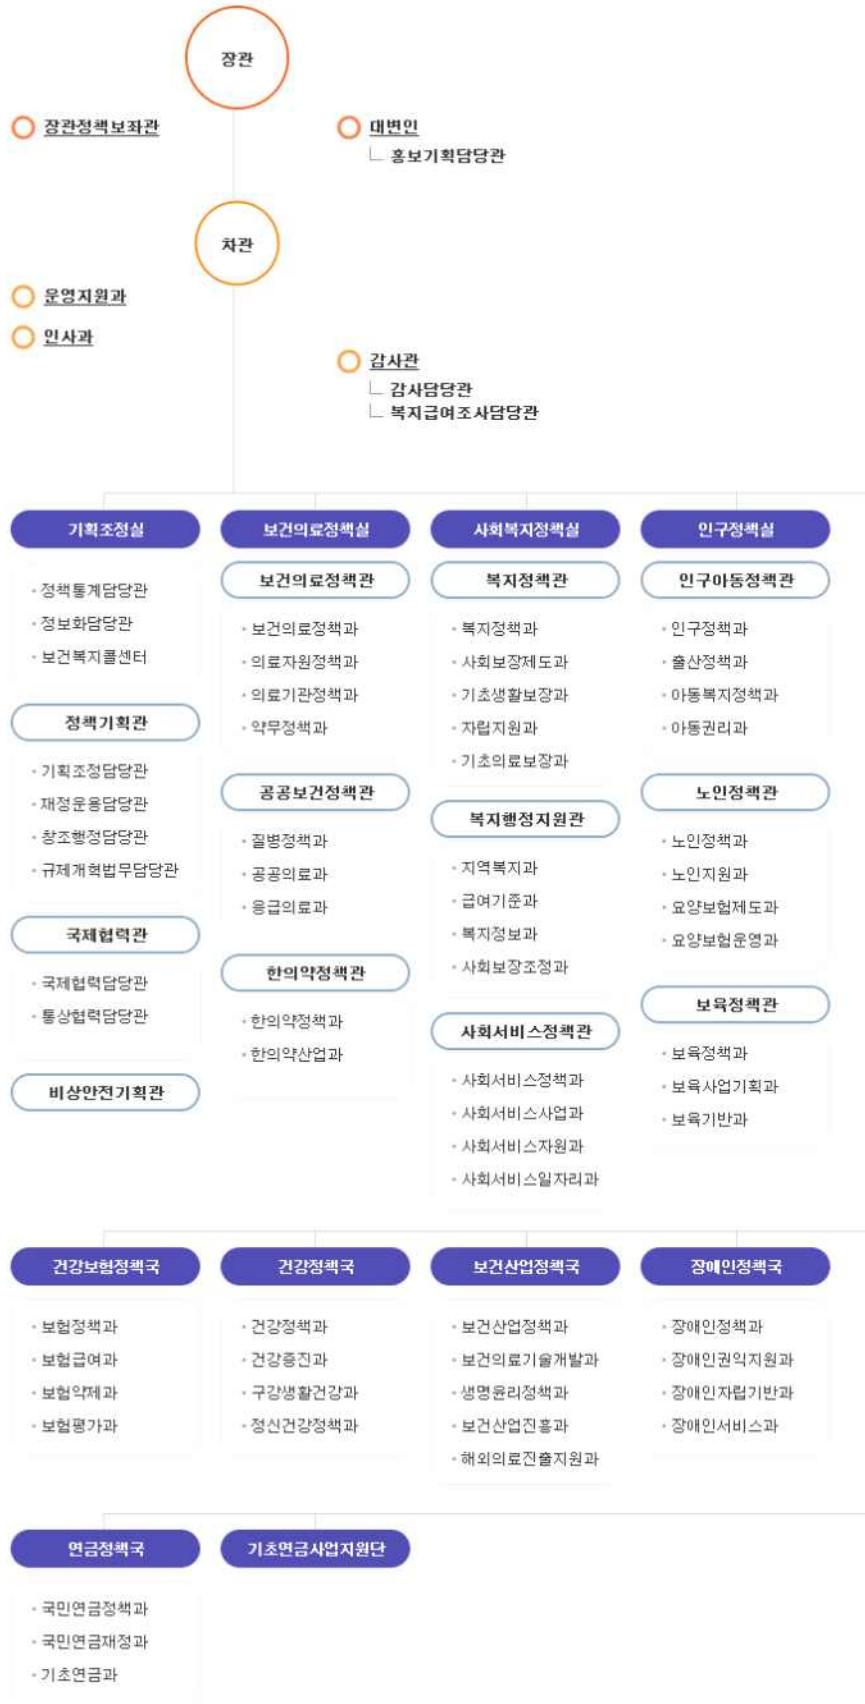 장관
장관정책보좌관
대변인
홍보기획담당관
차관
운영지원과
인사과
감사관
감사담당관
복지급여조사담당관
기획조정실
정책통계담당관
정보화담당관
보건복지콜센터
정책기획관
기획조정담당관
재정운용담당관
창조행정담당관
규제개혁법무담당관
국제협력관
국제협력담당관
통상협력담당관
비상안전기획관
보건의료정책실
보건의료정책관
보건의료정책과
의료자원정책과
의료기관정책과
약무정책과
공공보건정책관
질병정책과
공공의료과
응급의료과
한의약정책관
한의약정책과
한의약산업과
사회복지정책실
복지정책관
복지정책과
사회보장제도과
기초생활보장과
자립지원과
기초의료보장과
복지행정지원관
지역복지과
급여기준과
복지정보과
사회보장조정과
사회서비스정책관
사회서비스정책과
사회서비스사업과
사회서비스자원과
사회서비스일자리과
인구정책실
인구아동정책관
인구정책과
출산정책과
아동복지정책과
아동권리과
노인정책관
노인정책과
노인지원과
요양보험제도과
요양보험운영과
보육정책관
보육정책과
보육사업기획과
보육기반과
건강보험정책국
보험정책과
보험급여과
보험약제과
보험평가과
건강정책국
건강정책과
건강증진과
구강생활건강과
정신건강정책과
보건산업정책국
보건산업정책과
보건의료기술개발과
생명윤리정책과
보건산업진흥과
해외의료진출지원과
장애인정책국
장애인정책과
장애인권익지원과
장애인자립기반과
장애인서비스과
연금정책국
국민연금정책과
국민연금재정과
기초연금과
기초연금사업지원단